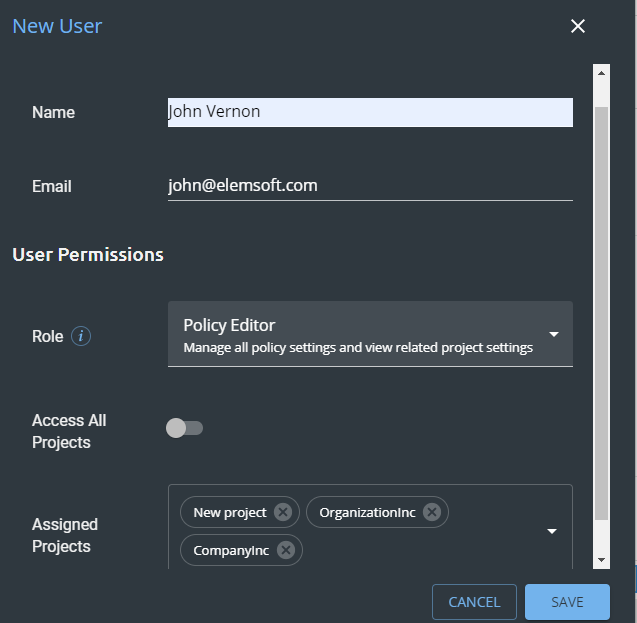 New User
Name
John Vernon
Email
john@elemsoft.com
User Permissions
Role i
Policy Editor
Manage all policy settings and view related project settings
Access All
Projects
Assigned
Projects
New project
OrganizationInc
CompanyInc
CANCEL
SAVE